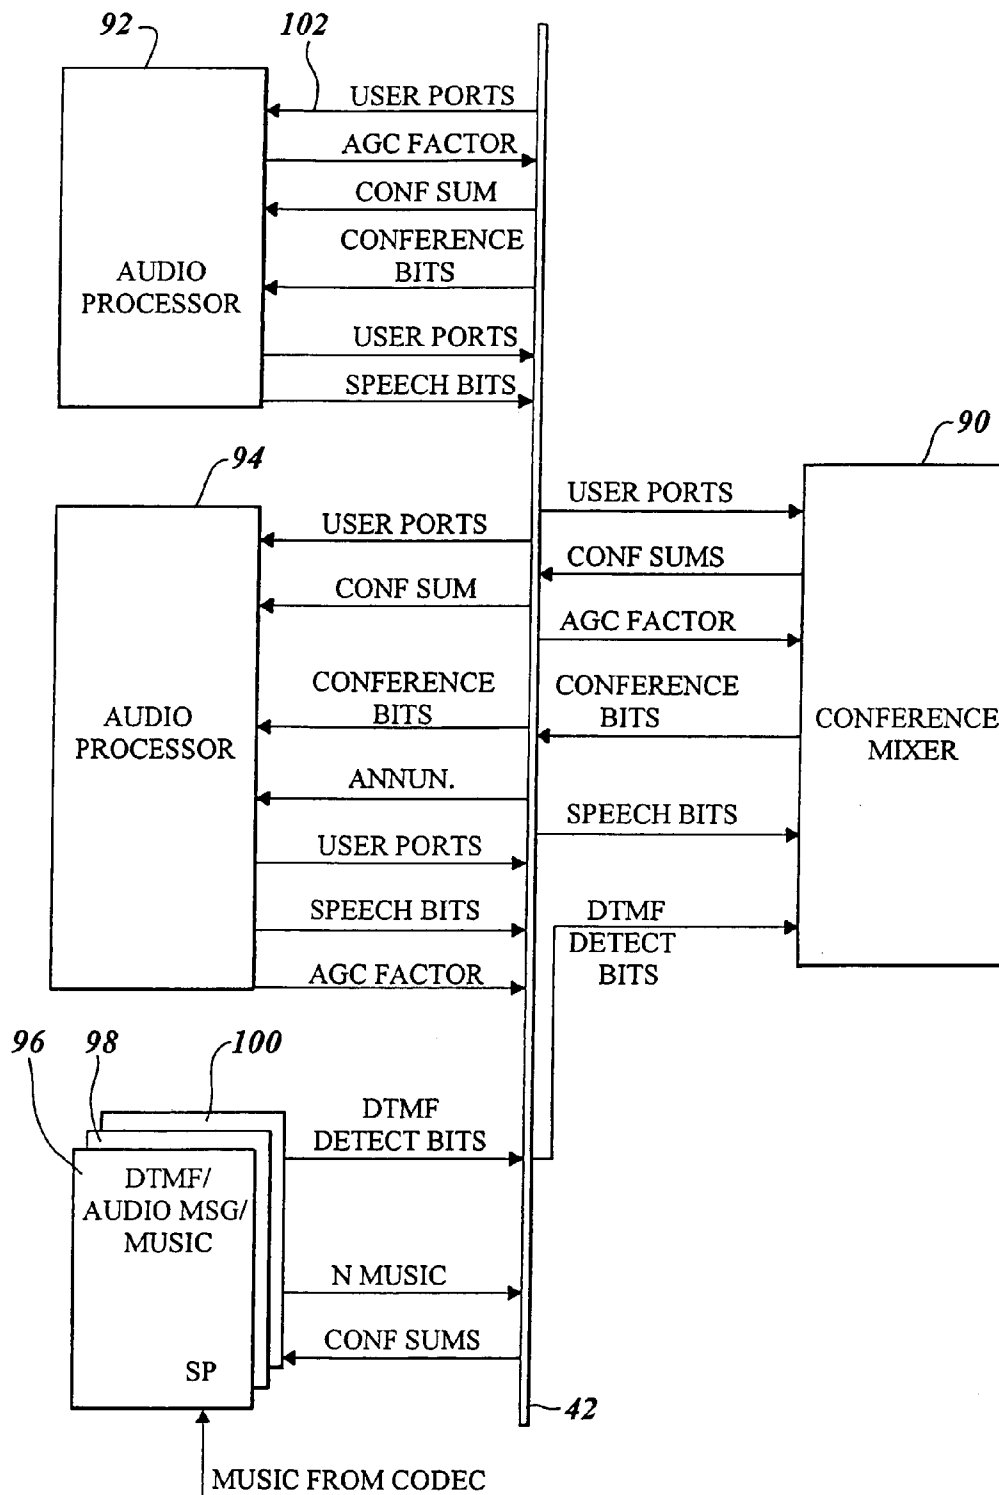 92
102
USER PORTS
AGC FACTOR
CONF SUM
CONFERENCE
BITS
AUDIO
PROCESSOR
USER PORTS
SPEECH BITS
94
USER PORTS
CONF SUM
CONFERENCE
BITS
AUDIO
PROCESSOR
ANNUN.
USER PORTS
SPEECH BITS
AGC FACTOR
90
USER PORTS
CONF SUMS
AGC FACTOR
CONFERENCE
BITS
CONFERENCE
MIXER
SPEECH BITS
DTMF
DETECT
BITS
96
98
100
DTMF
DETECT BITS
DTMF/
AUDIO MSG/
MUSIC
N MUSIC
CONF SUMS
SP
42
MUSIC FROM CODEC